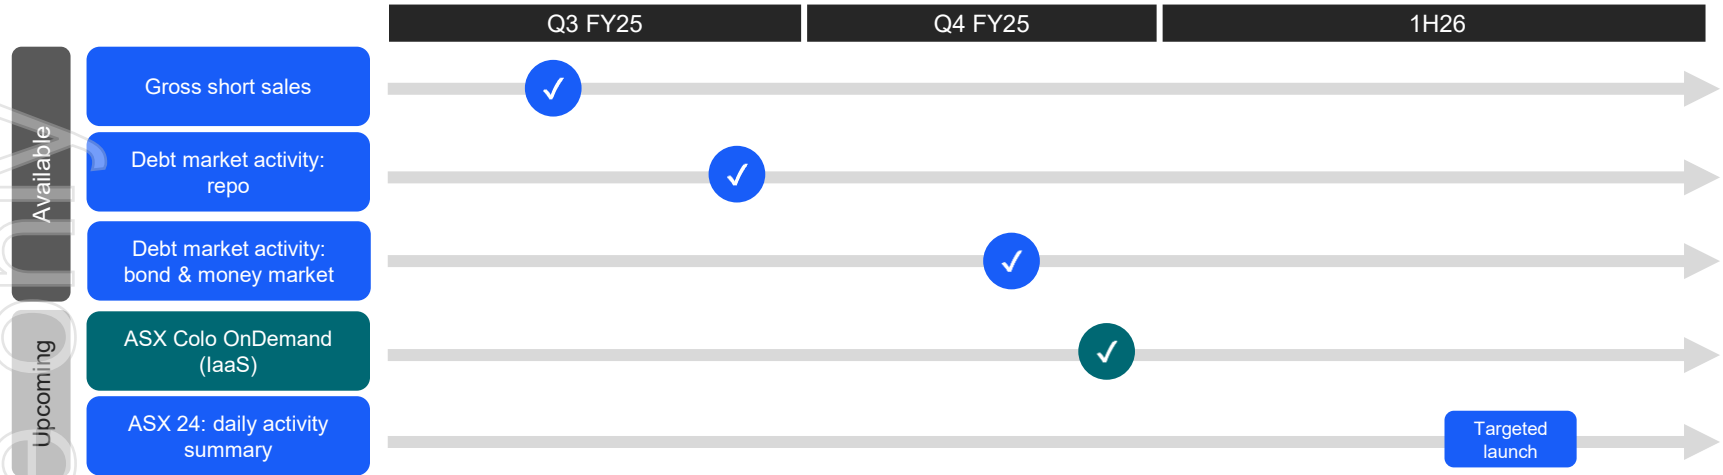 Q3 FY25
Q4 FY25
1H26
Available
Gross short sales
Debt market activity:
repo
Debt market activity:
bond & money market
Upcoming
ASX Colo OnDemand
(IaaS)
ASX 24: daily activity
summary
Targeted
launch